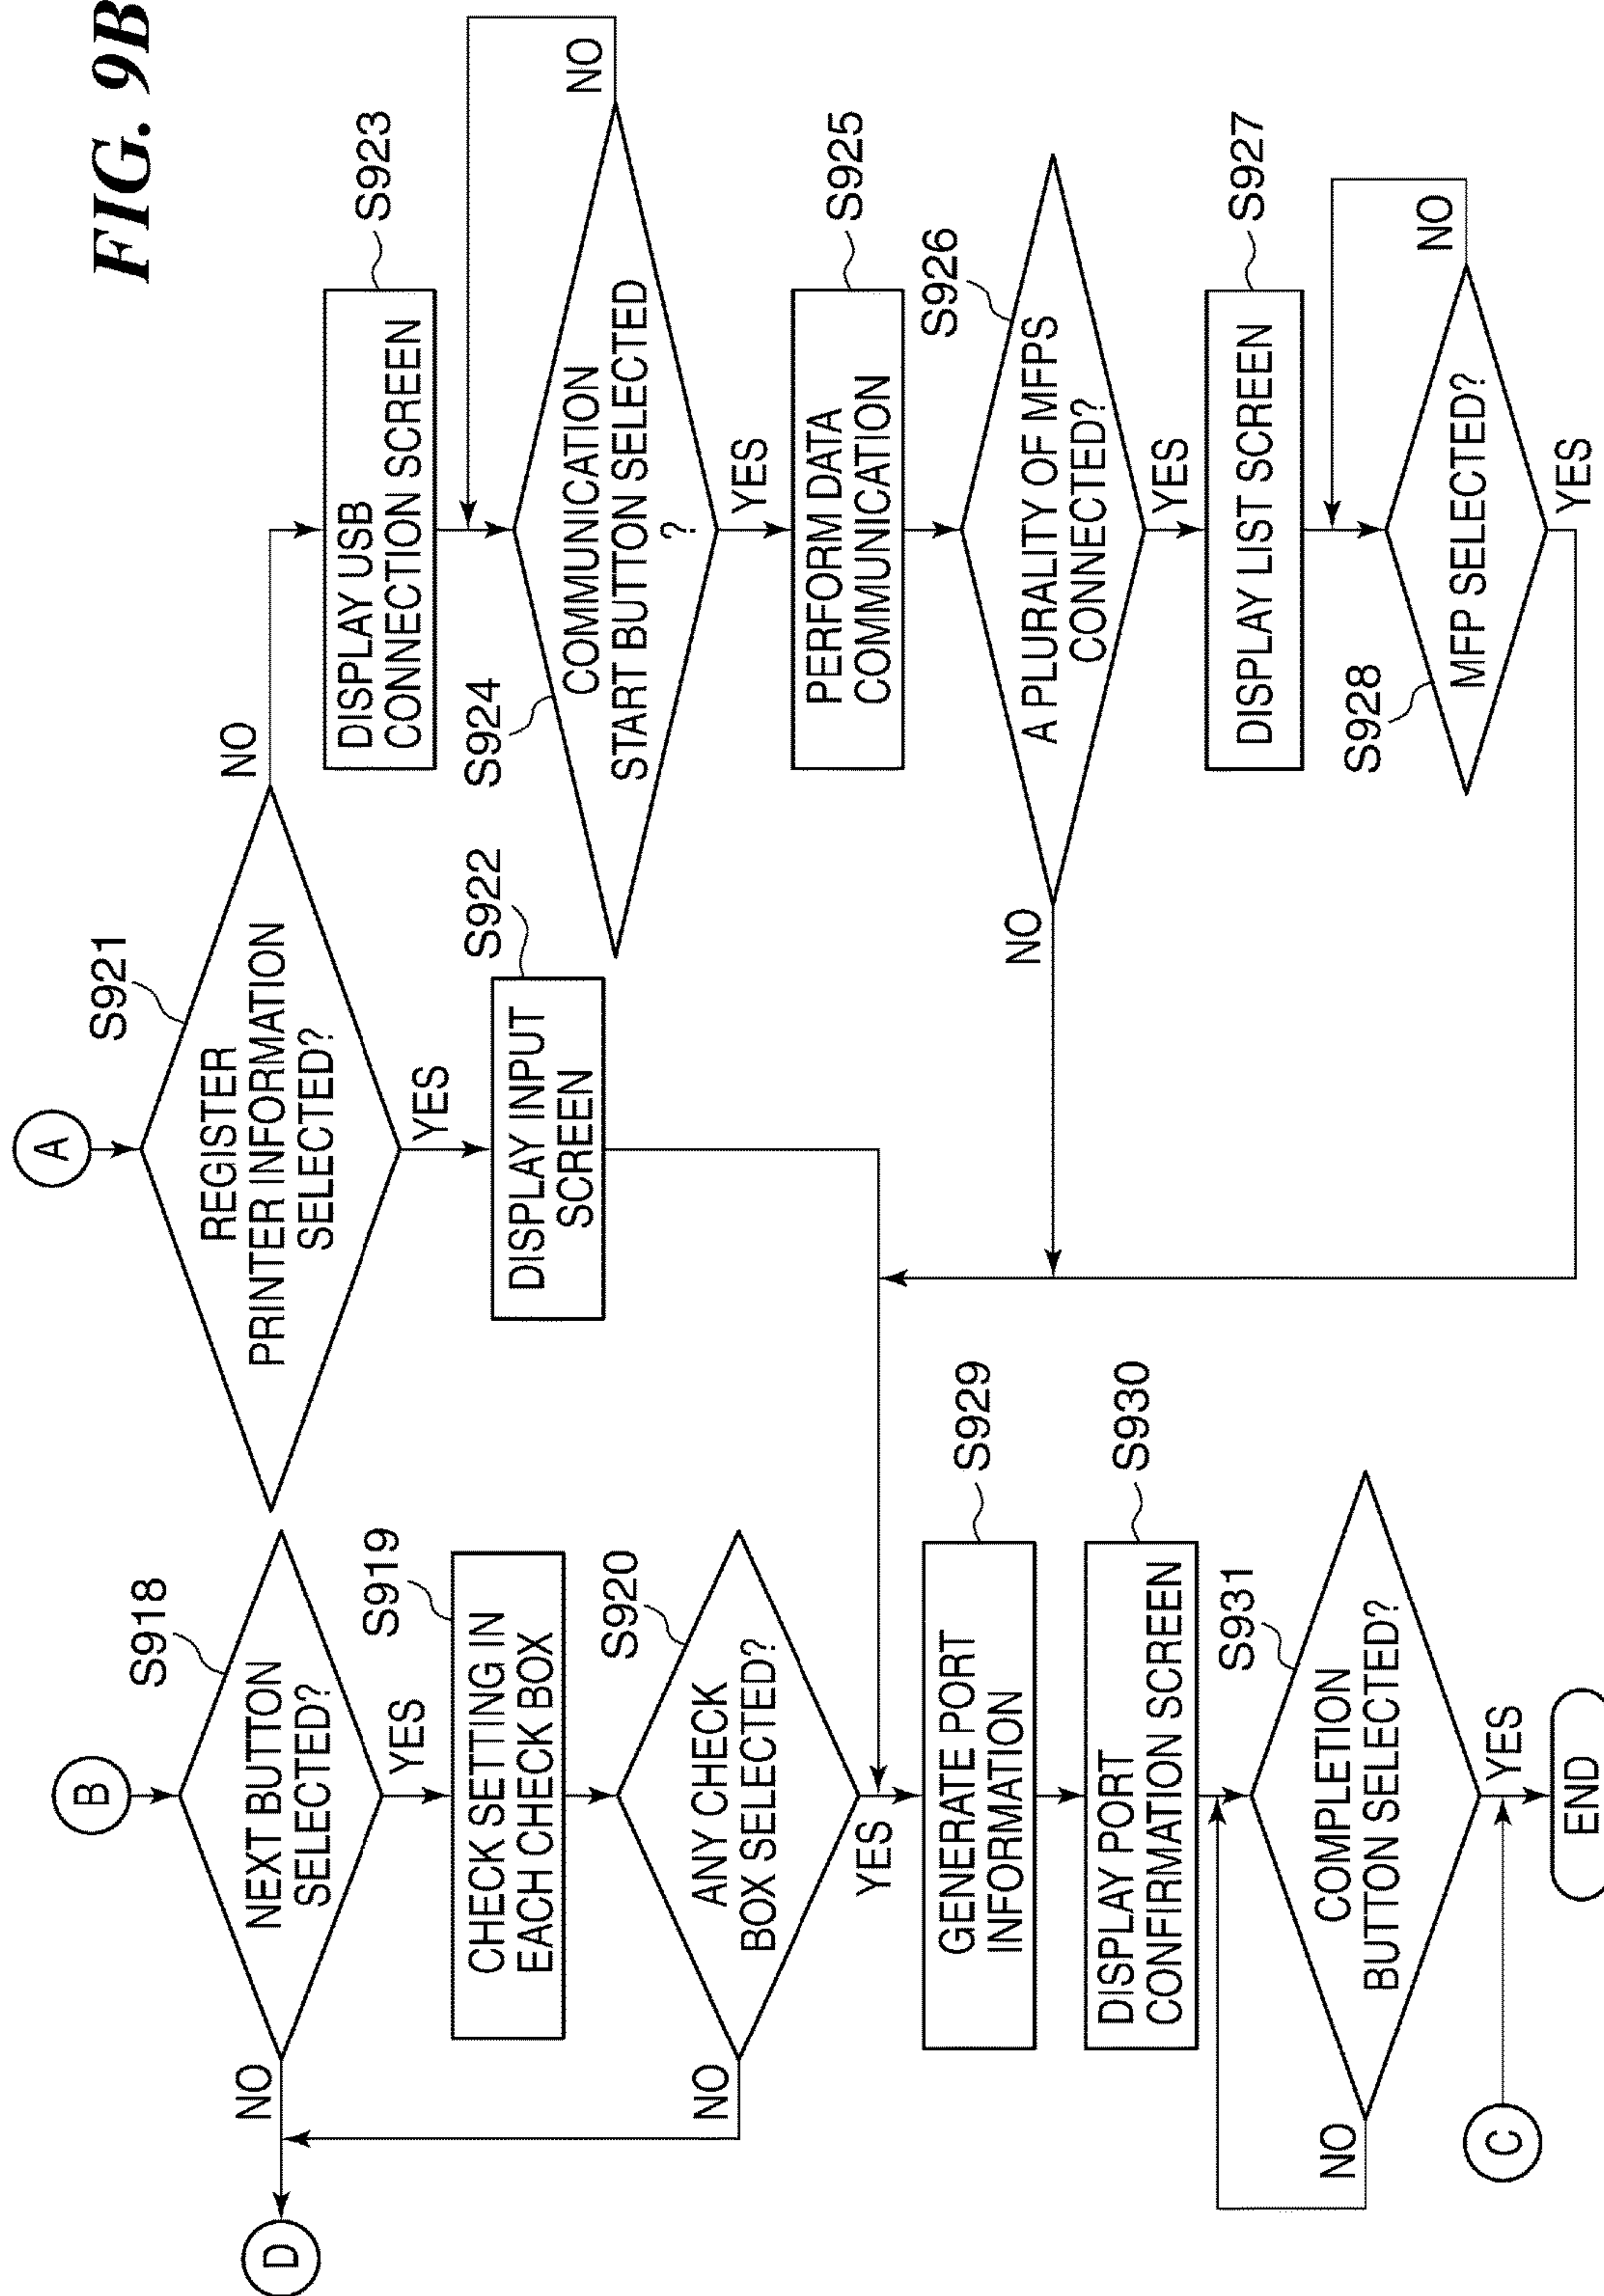 FIG. 9B
B
S918
NEXT BUTTON
SELECTED?
NO
YES
D
S919
CHECK SETTING IN
EACH CHECK BOX
S920
ANY CHECK
BOX SELECTED?
NO
YES
A
S921
REGISTER
PRINTER INFORMATION
SELECTED?
NO
YES
S922
DISPLAY INPUT
SCREEN
S923
DISPLAY USB
CONNECTION SCREEN
S924
COMMUNICATION
START BUTTON SELECTED
?
NO
YES
S925
PERFORM DATA
COMMUNICATION
S926
A PLURALITY OF MFPS
CONNECTED?
NO
YES
S927
DISPLAY LIST SCREEN
S928
MFP SELECTED?
NO
YES
S929
GENERATE PORT
INFORMATION
S930
DISPLAY PORT
CONFIRMATION SCREEN
S931
COMPLETION
BUTTON SELECTED?
NO
YES
C
END